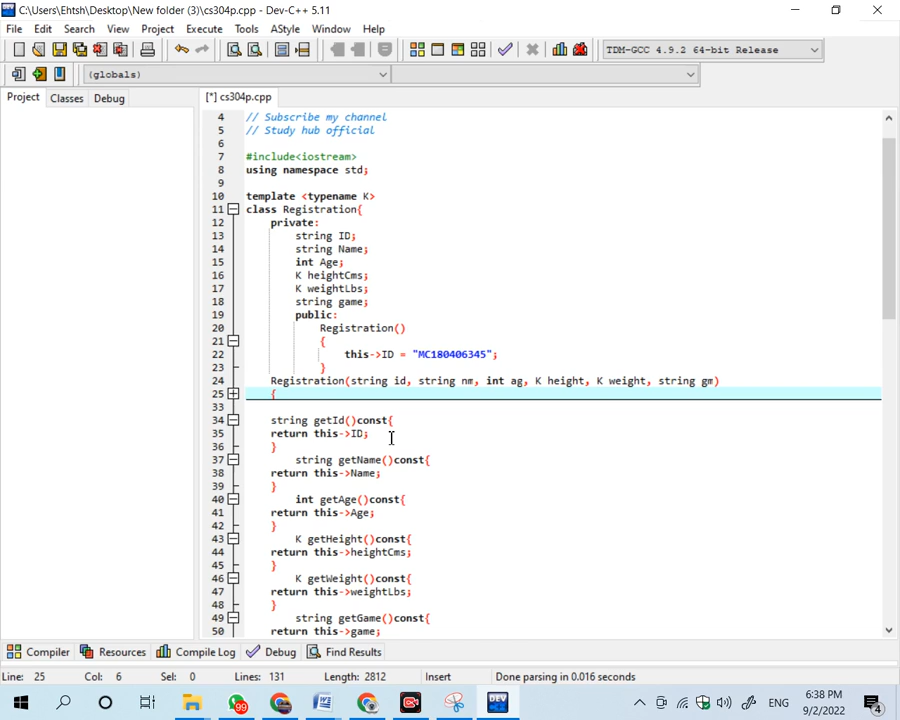 C:\Users\Ehtsh\Desktop\New folder (3)\cs304p.cpp - Dev-C++ 5.11
File Edit Search View Project Execute Tools AStyle Window Help
TDM-GCC 4.9.2 64-bit Release
(globals)
Project Classes Debug
[*] cs304p.cpp
4 // Subscribe my channel
5 // Study hub official
6
7 #include<iostream>
8 using namespace std;
9
10 template <typename K>
11 class Registration{
12 private:
13 string ID;
14 string Name;
15 int Age;
16 K heightCms;
17 K weightLbs;
18 string game;
19 public:
20 Registration()
21 {
22 this->ID = "MC180406345";
23 }
24 Registration(string id, string nm, int ag, K height, K weight, string gm)
25 {
33
34 string getId()const{
35 return this->ID;
36 }
37 string getName()const{
38 return this->Name;
39 }
40 int getAge()const{
41 return this->Age;
42 }
43 K getHeight()const{
44 return this->heightCms;
45 }
46 K getWeight()const{
47 return this->weightLbs;
48 }
49 string getGame()const{
50 return this->game;
Compiler Resources Compile Log Debug Find Results
Line: 25 Col: 6 Sel: 0 Lines: 131 Length: 2812 Insert Done parsing in 0.016 seconds
99
DEV
ENG
6:38 PM
9/2/2022
4